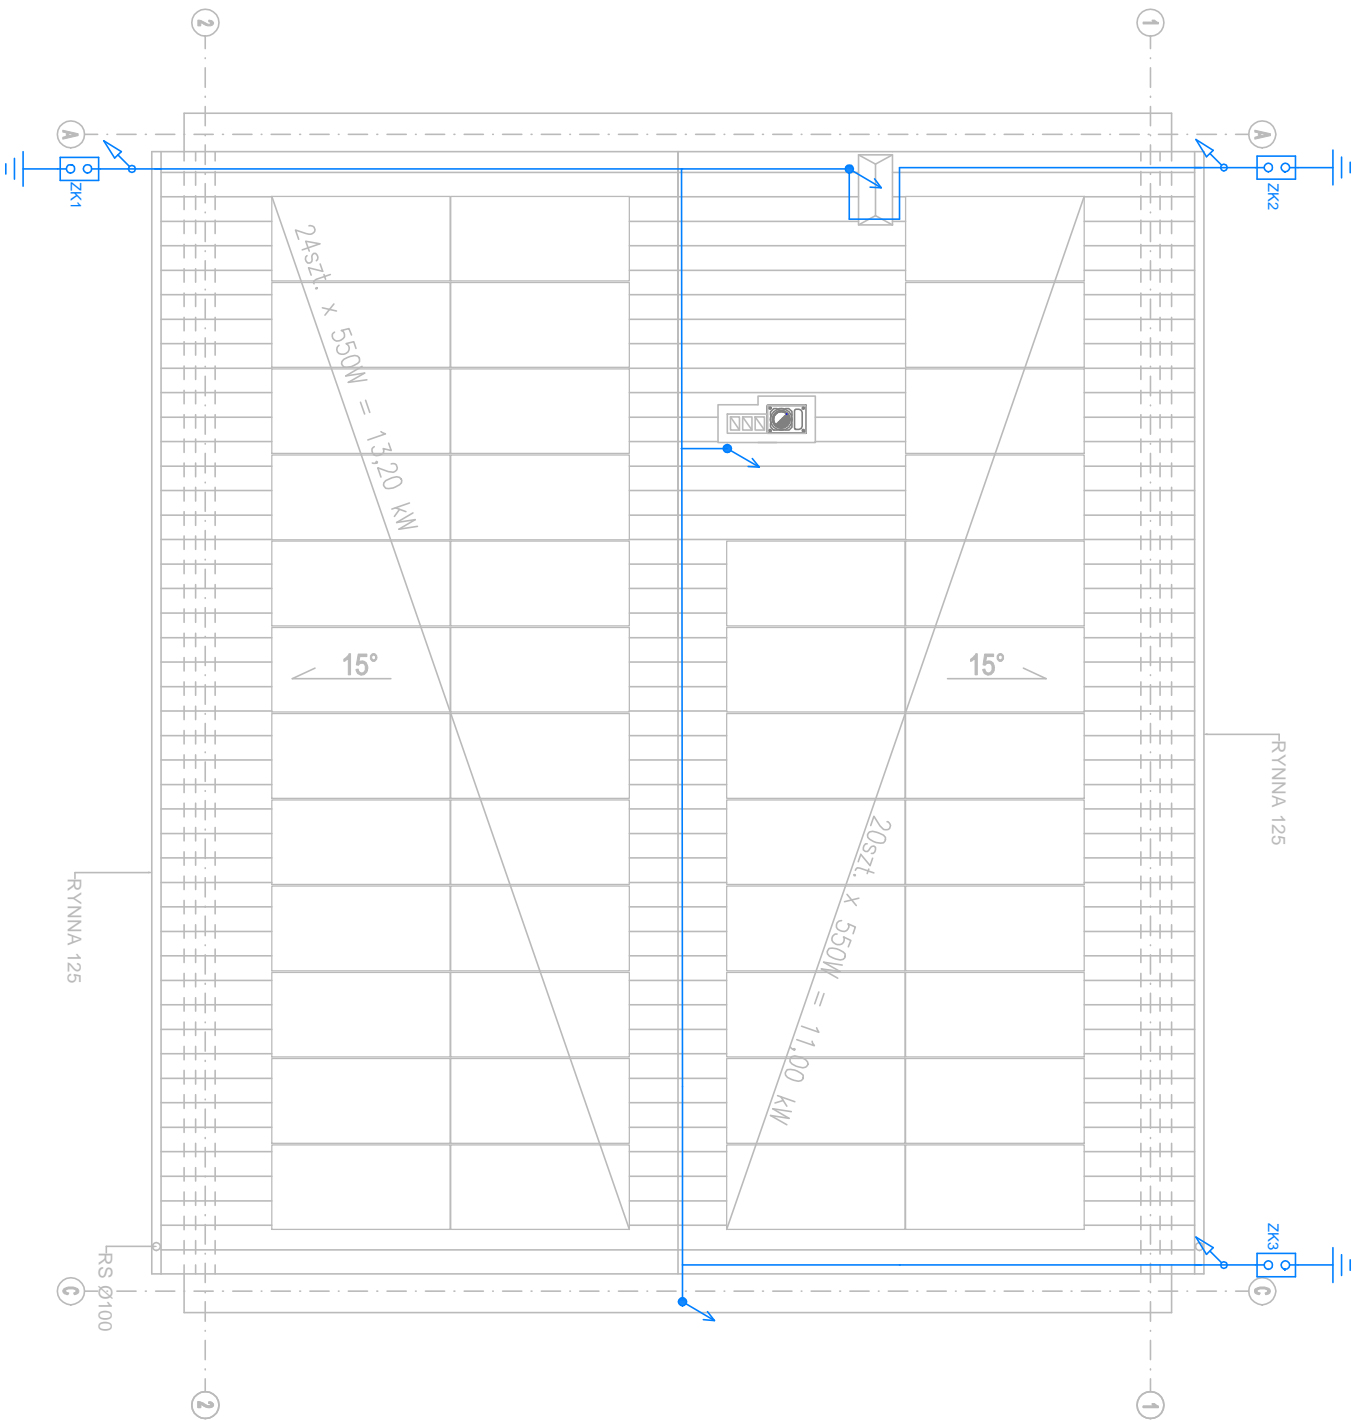 2
1
A
A
ZK1
ZK2
24szt. x 550W = 13,20 kW
15°
15°
RYNNA 125
20szt. x 550W = 11,00 kW
RYNNA 125
ZK3
RS Ø100
C
C
2
1